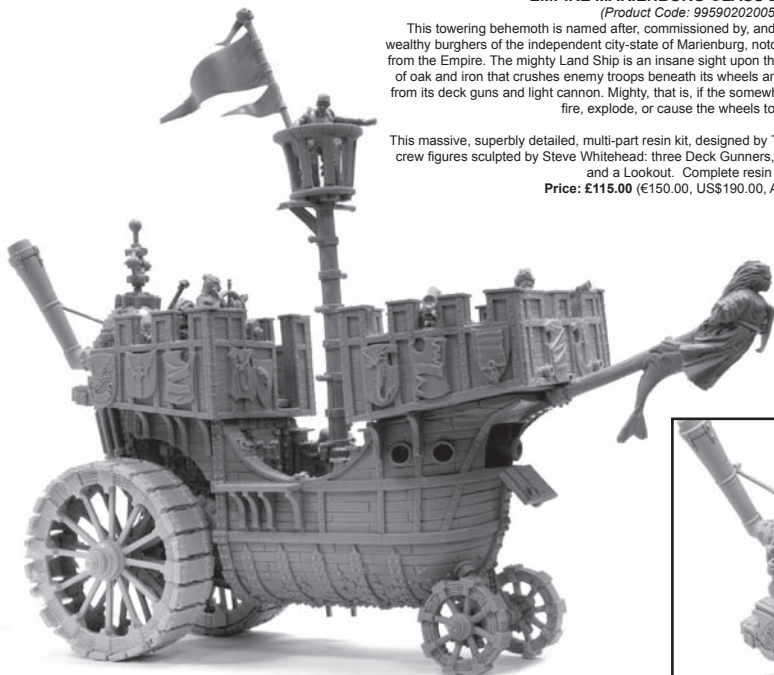 (Product Code: 99590202005
This towering behemoth is named after, commissioned by, and
wealthy burghers of the independent city-state of Marienburg, noto
from the Empire. The mighty Land Ship is an insane sight upon th
of oak and iron that crushes enemy troops beneath its wheels an
from its deck guns and light cannon. Mighty, that is, if the somewh
fire, explode, or cause the wheels to
This massive, superbly detailed, multi-part resin kit, designed by T
crew figures sculpted by Steve Whitehead: three Deck Gunners,
and a Lookout. Complete resin
Price: £115.00 (€150.00, US$190.00, A